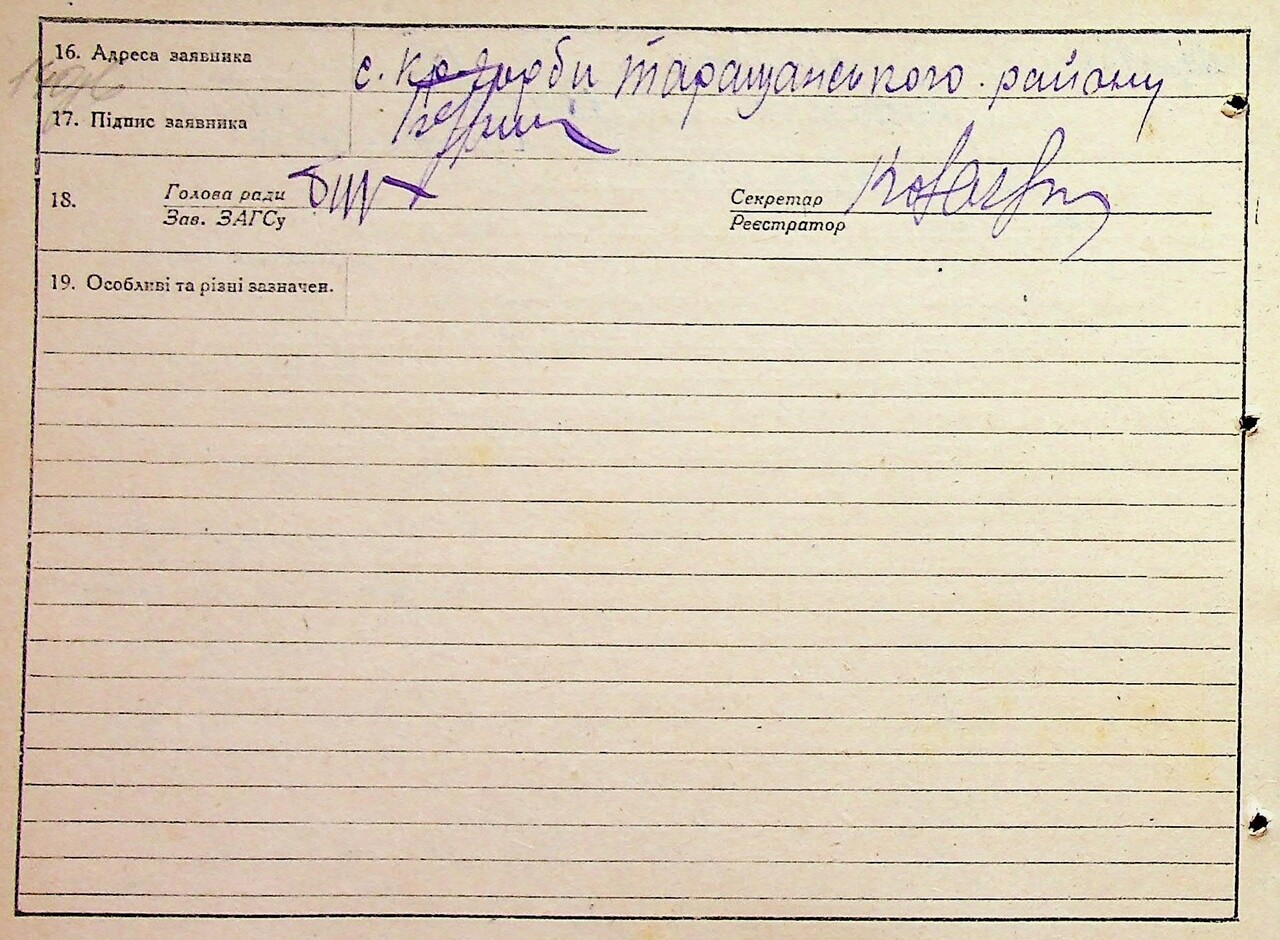 16. Адреса заявника с. Крягорби Таращанського району
17. Підпис заявника
18. Голова ради Секретар
Зав. ЗАГСу Реєстратор
19. Особливі та різні зазначен.